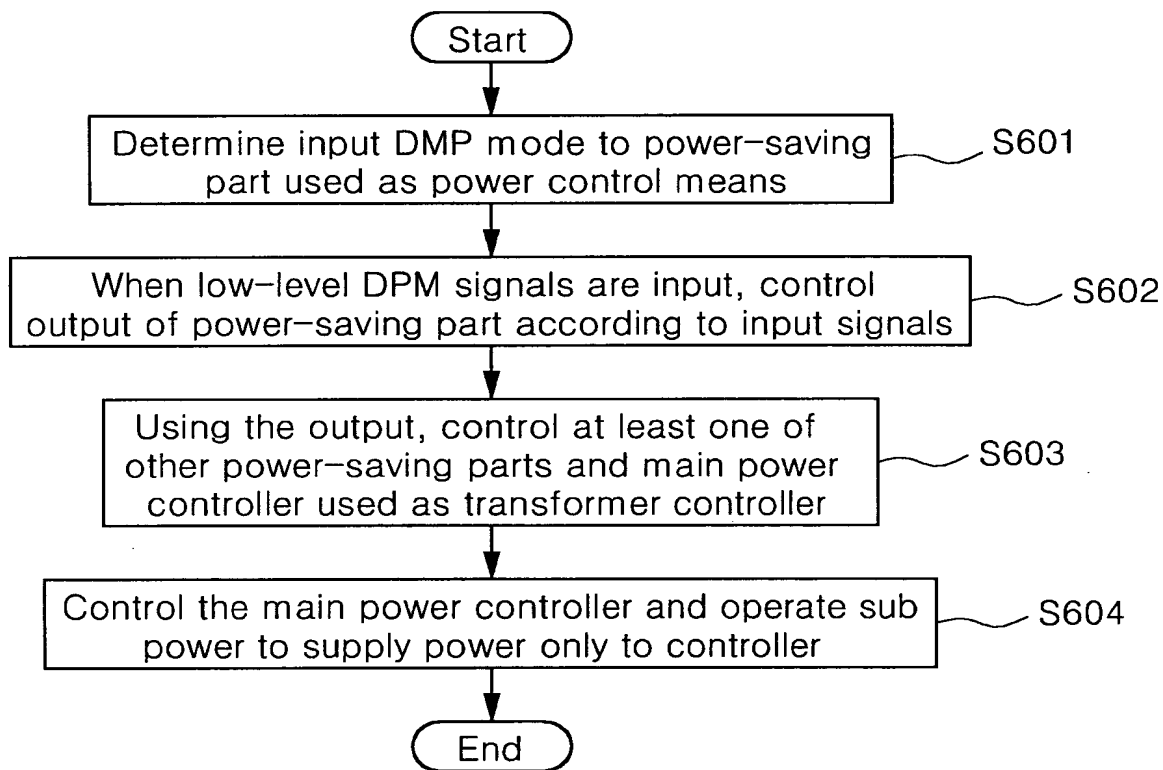 Start
Determine input DMP mode to power-saving
part used as power control means
S601
When low-level DPM signals are input, control
output of power-saving part according to input signals
S602
Using the output, control at least one of
other power-saving parts and main power
controller used as transformer controller
S603
Control the main power controller and operate sub
power to supply power only to controller
S604
End